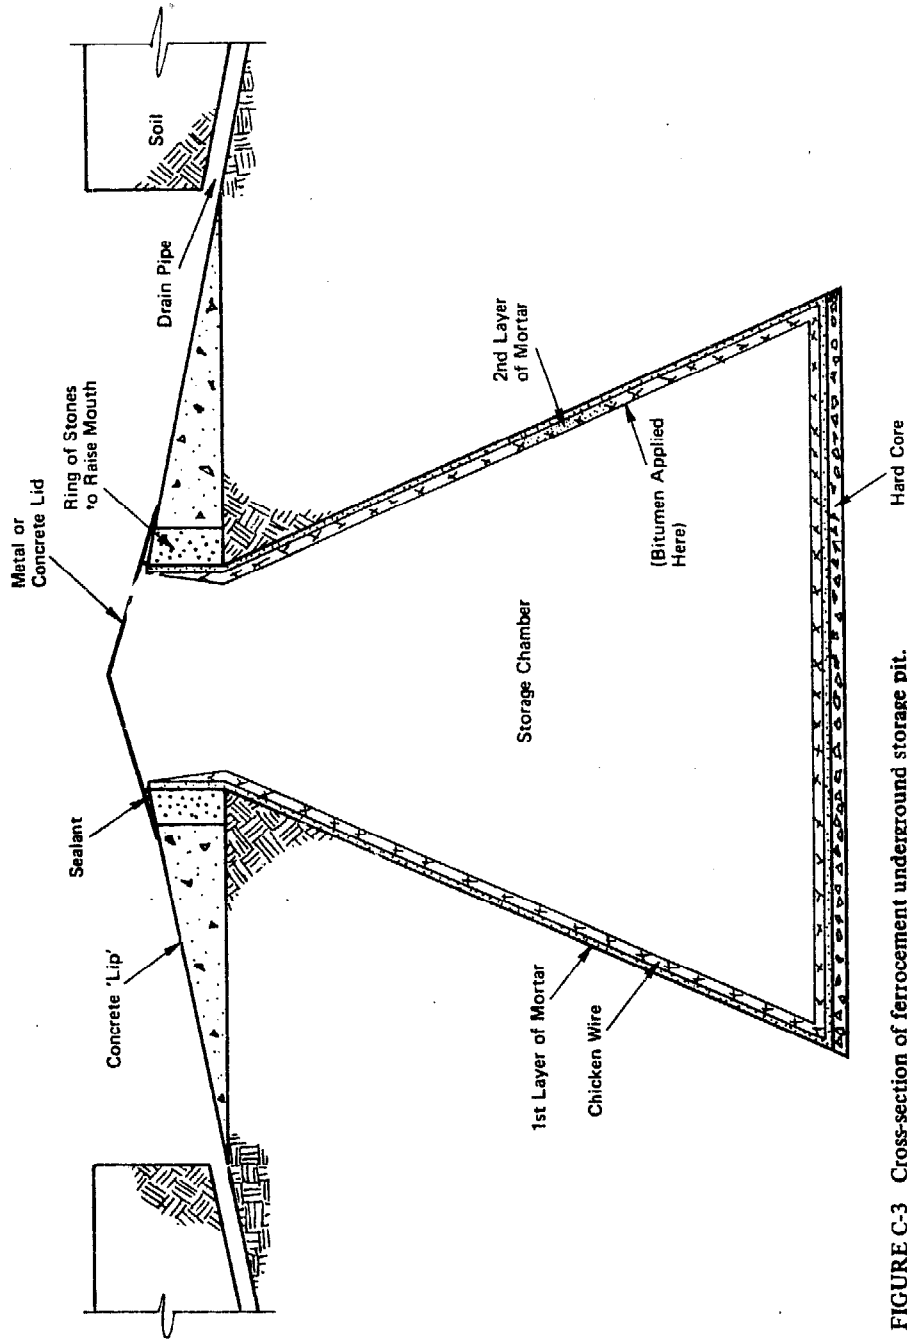 Metal or
Concrete Lid
Ring of Stones
to Raise Mouth
Sealant
Concrete 'Lip'
Drain Pipe
Soil
2nd Layer
of Mortar
(Bitumen Applied
Here)
Storage Chamber
1st Layer of Mortar
Chicken Wire
Hard Core
FIGURE C-3 Cross-section of ferrocement underground storage pit.